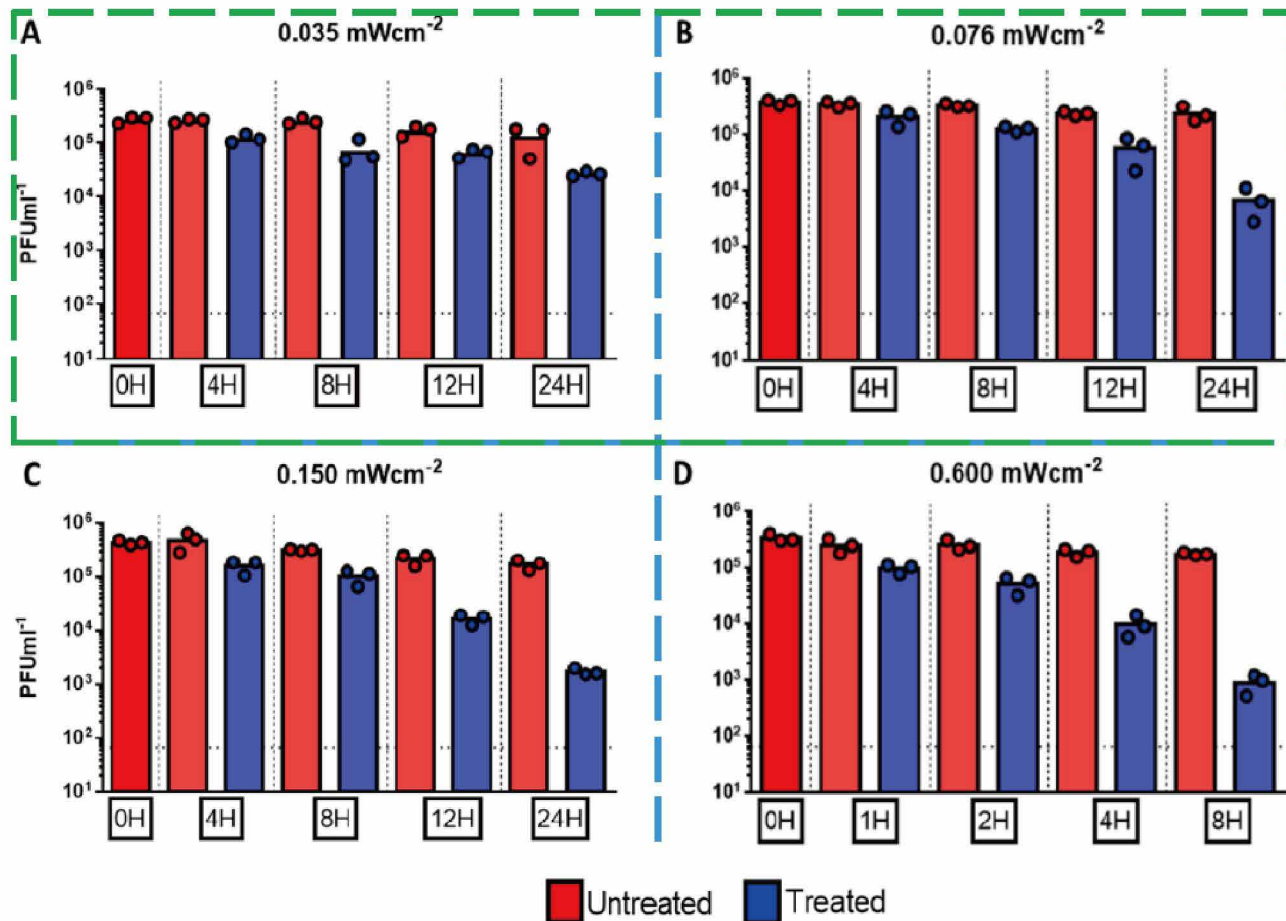 A 0.035 mWcm⁻²
PFUml⁻¹
10⁶
10⁵
10⁴
10³
10²
10¹
0H 4H 8H 12H 24H
B 0.076 mWcm⁻²
10⁶
10⁵
10⁴
10³
10²
10¹
0H 4H 8H 12H 24H
C 0.150 mWcm⁻²
PFUml⁻¹
10⁶
10⁵
10⁴
10³
10²
10¹
0H 4H 8H 12H 24H
D 0.600 mWcm⁻²
10⁶
10⁵
10⁴
10³
10²
10¹
0H 1H 2H 4H 8H
Untreated Treated